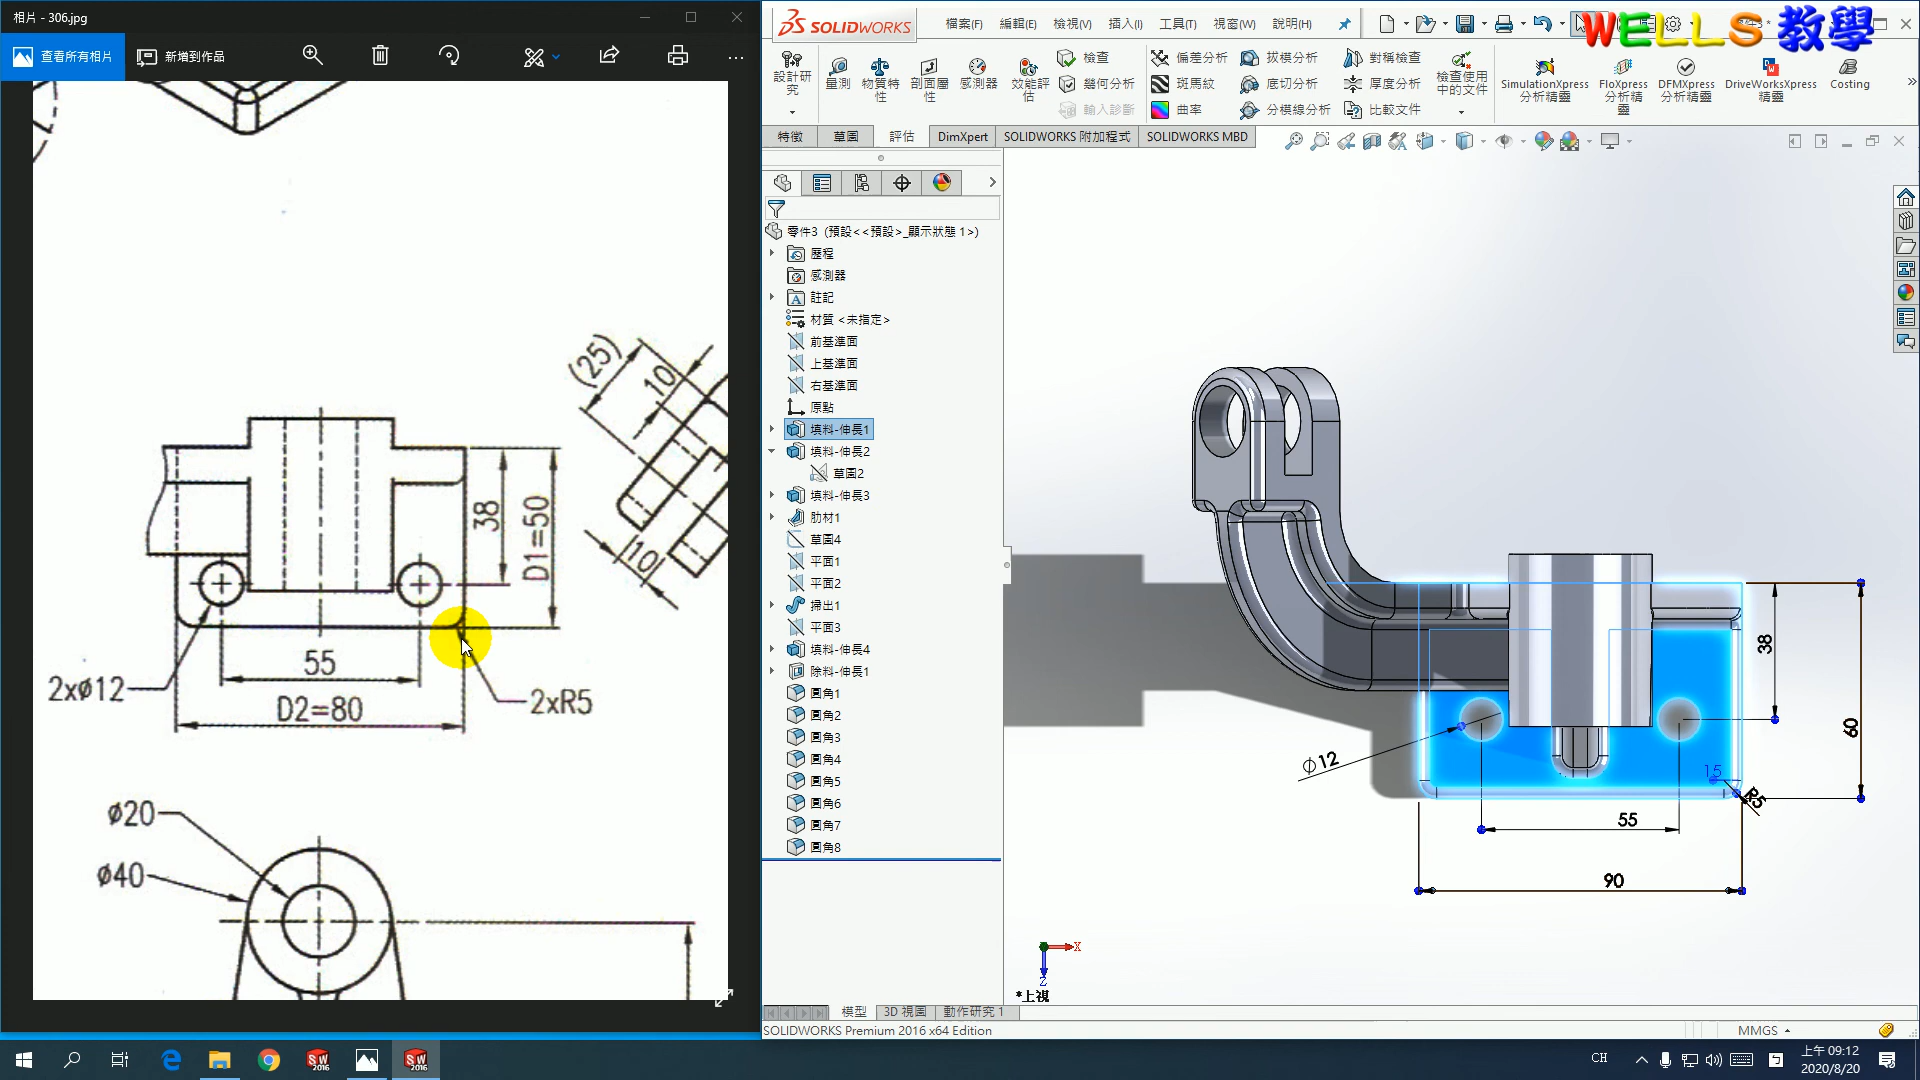 相片 - 306.jpg
查看所有相片
新增到作品
(25)
10
10
38
D1=50
55
D2=80
2xø12
2xR5
ø20
ø40
SOLIDWORKS
檔案(F) 編輯(E) 檢視(V) 插入(I) 工具(T) 視窗(W) 說明(H)
WELLS 教學
設計研究
量測
物質特性
剖面屬性
感測器
效能評估
檢查
幾何分析
輸入診斷
偏差分析
斑馬紋
曲率
拔模分析
底切分析
分模線分析
對稱檢查
厚度分析
比較文件
檢查使用中的文件
SimulationXpress 分析精靈
FloXpress 分析精靈
DFMXpress 分析精靈
DriveWorksXpress 精靈
Costing
特徵 草圖 評估 DimXpert SOLIDWORKS 附加程式 SOLIDWORKS MBD
零件3 (預設<<預設>_顯示狀態 1>)
歷程
感測器
註記
材質 <未指定>
前基準面
上基準面
右基準面
原點
填料-伸長1
填料-伸長2
草圖2
填料-伸長3
肋材1
草圖4
平面1
平面2
掃出1
平面3
填料-伸長4
除料-伸長1
圓角1
圓角2
圓角3
圓角4
圓角5
圓角6
圓角7
圓角8
38
60
ø12
15
R5
55
90
X
Z
*上視
模型 3D 視圖 動作研究 1
SOLIDWORKS Premium 2016 x64 Edition
MMGS
SW 2016
SW 2016
CH
上午 09:12
2020/8/20